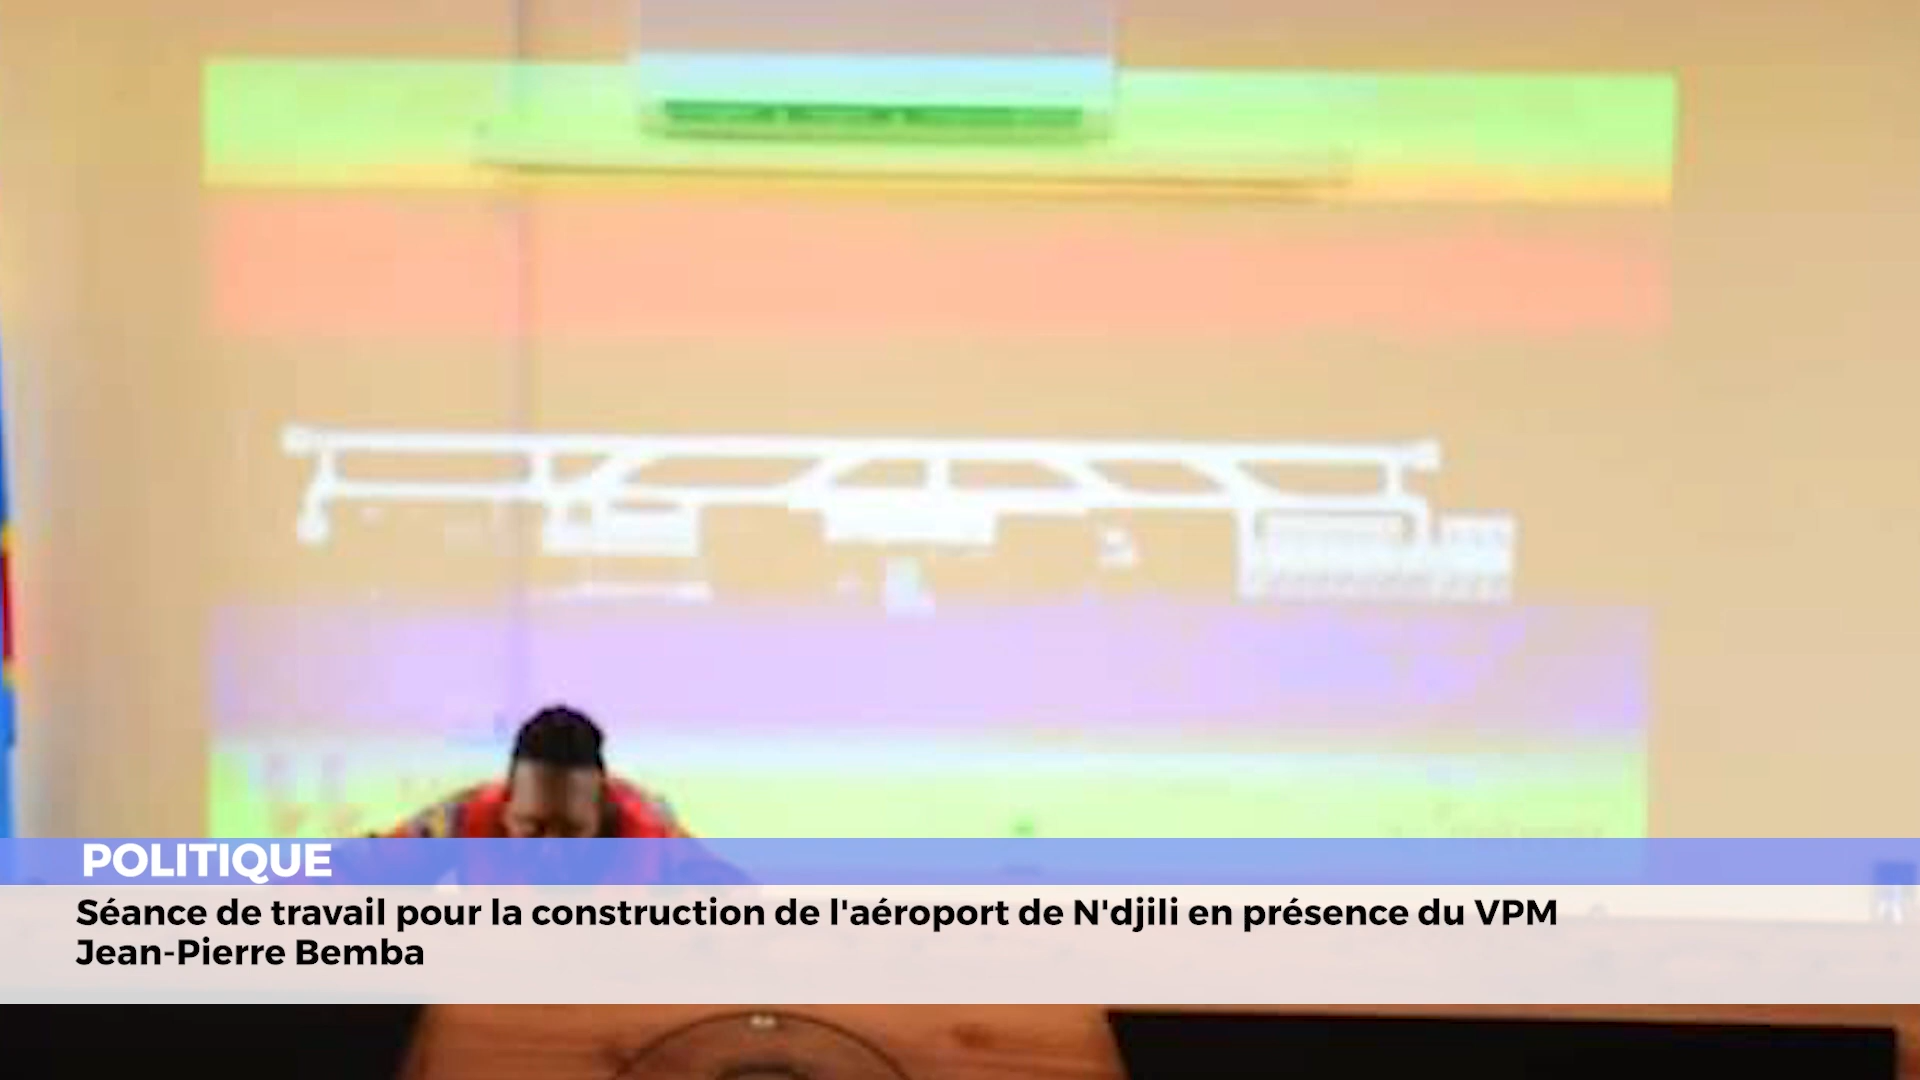 POLITIQUE
Séance de travail pour la construction de l'aéroport de N'djili en présence du VPM
Jean-Pierre Bemba